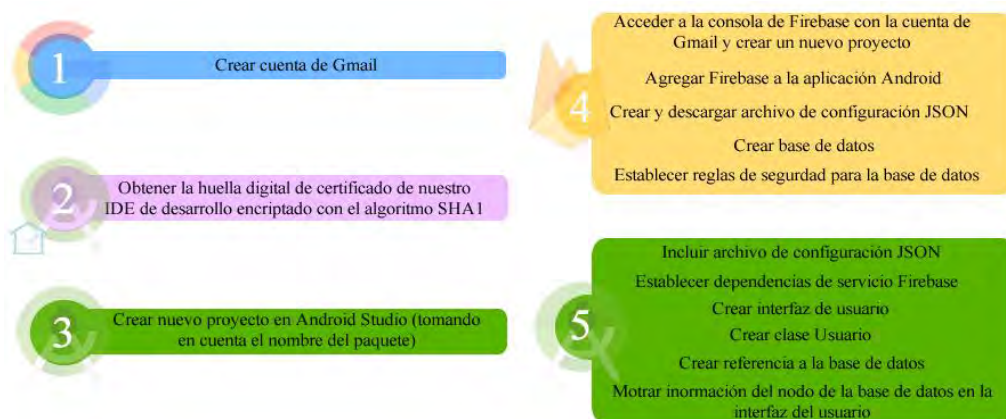 1
Crear cuenta de Gmail
2
Obtener la huella digital de certificado de nuestro
IDE de desarrollo encriptado con el algoritmo SHA1
3
Crear nuevo proyecto en Android Studio (tomando
en cuenta el nombre del paquete)
4
Acceder a la consola de Firebase con la cuenta de
Gmail y crear un nuevo proyecto
Agregar Firebase a la aplicación Android
Crear y descargar archivo de configuración JSON
Crear base de datos
Establecer reglas de segurdad para la base de datos
5
Incluir archivo de configuración JSON
Establecer dependencias de servicio Firebase
Crear interfaz de usuario
Crear clase Usuario
Crear referencia a la base de datos
Motrar inormación del nodo de la base de datos en la
interfaz del usuario